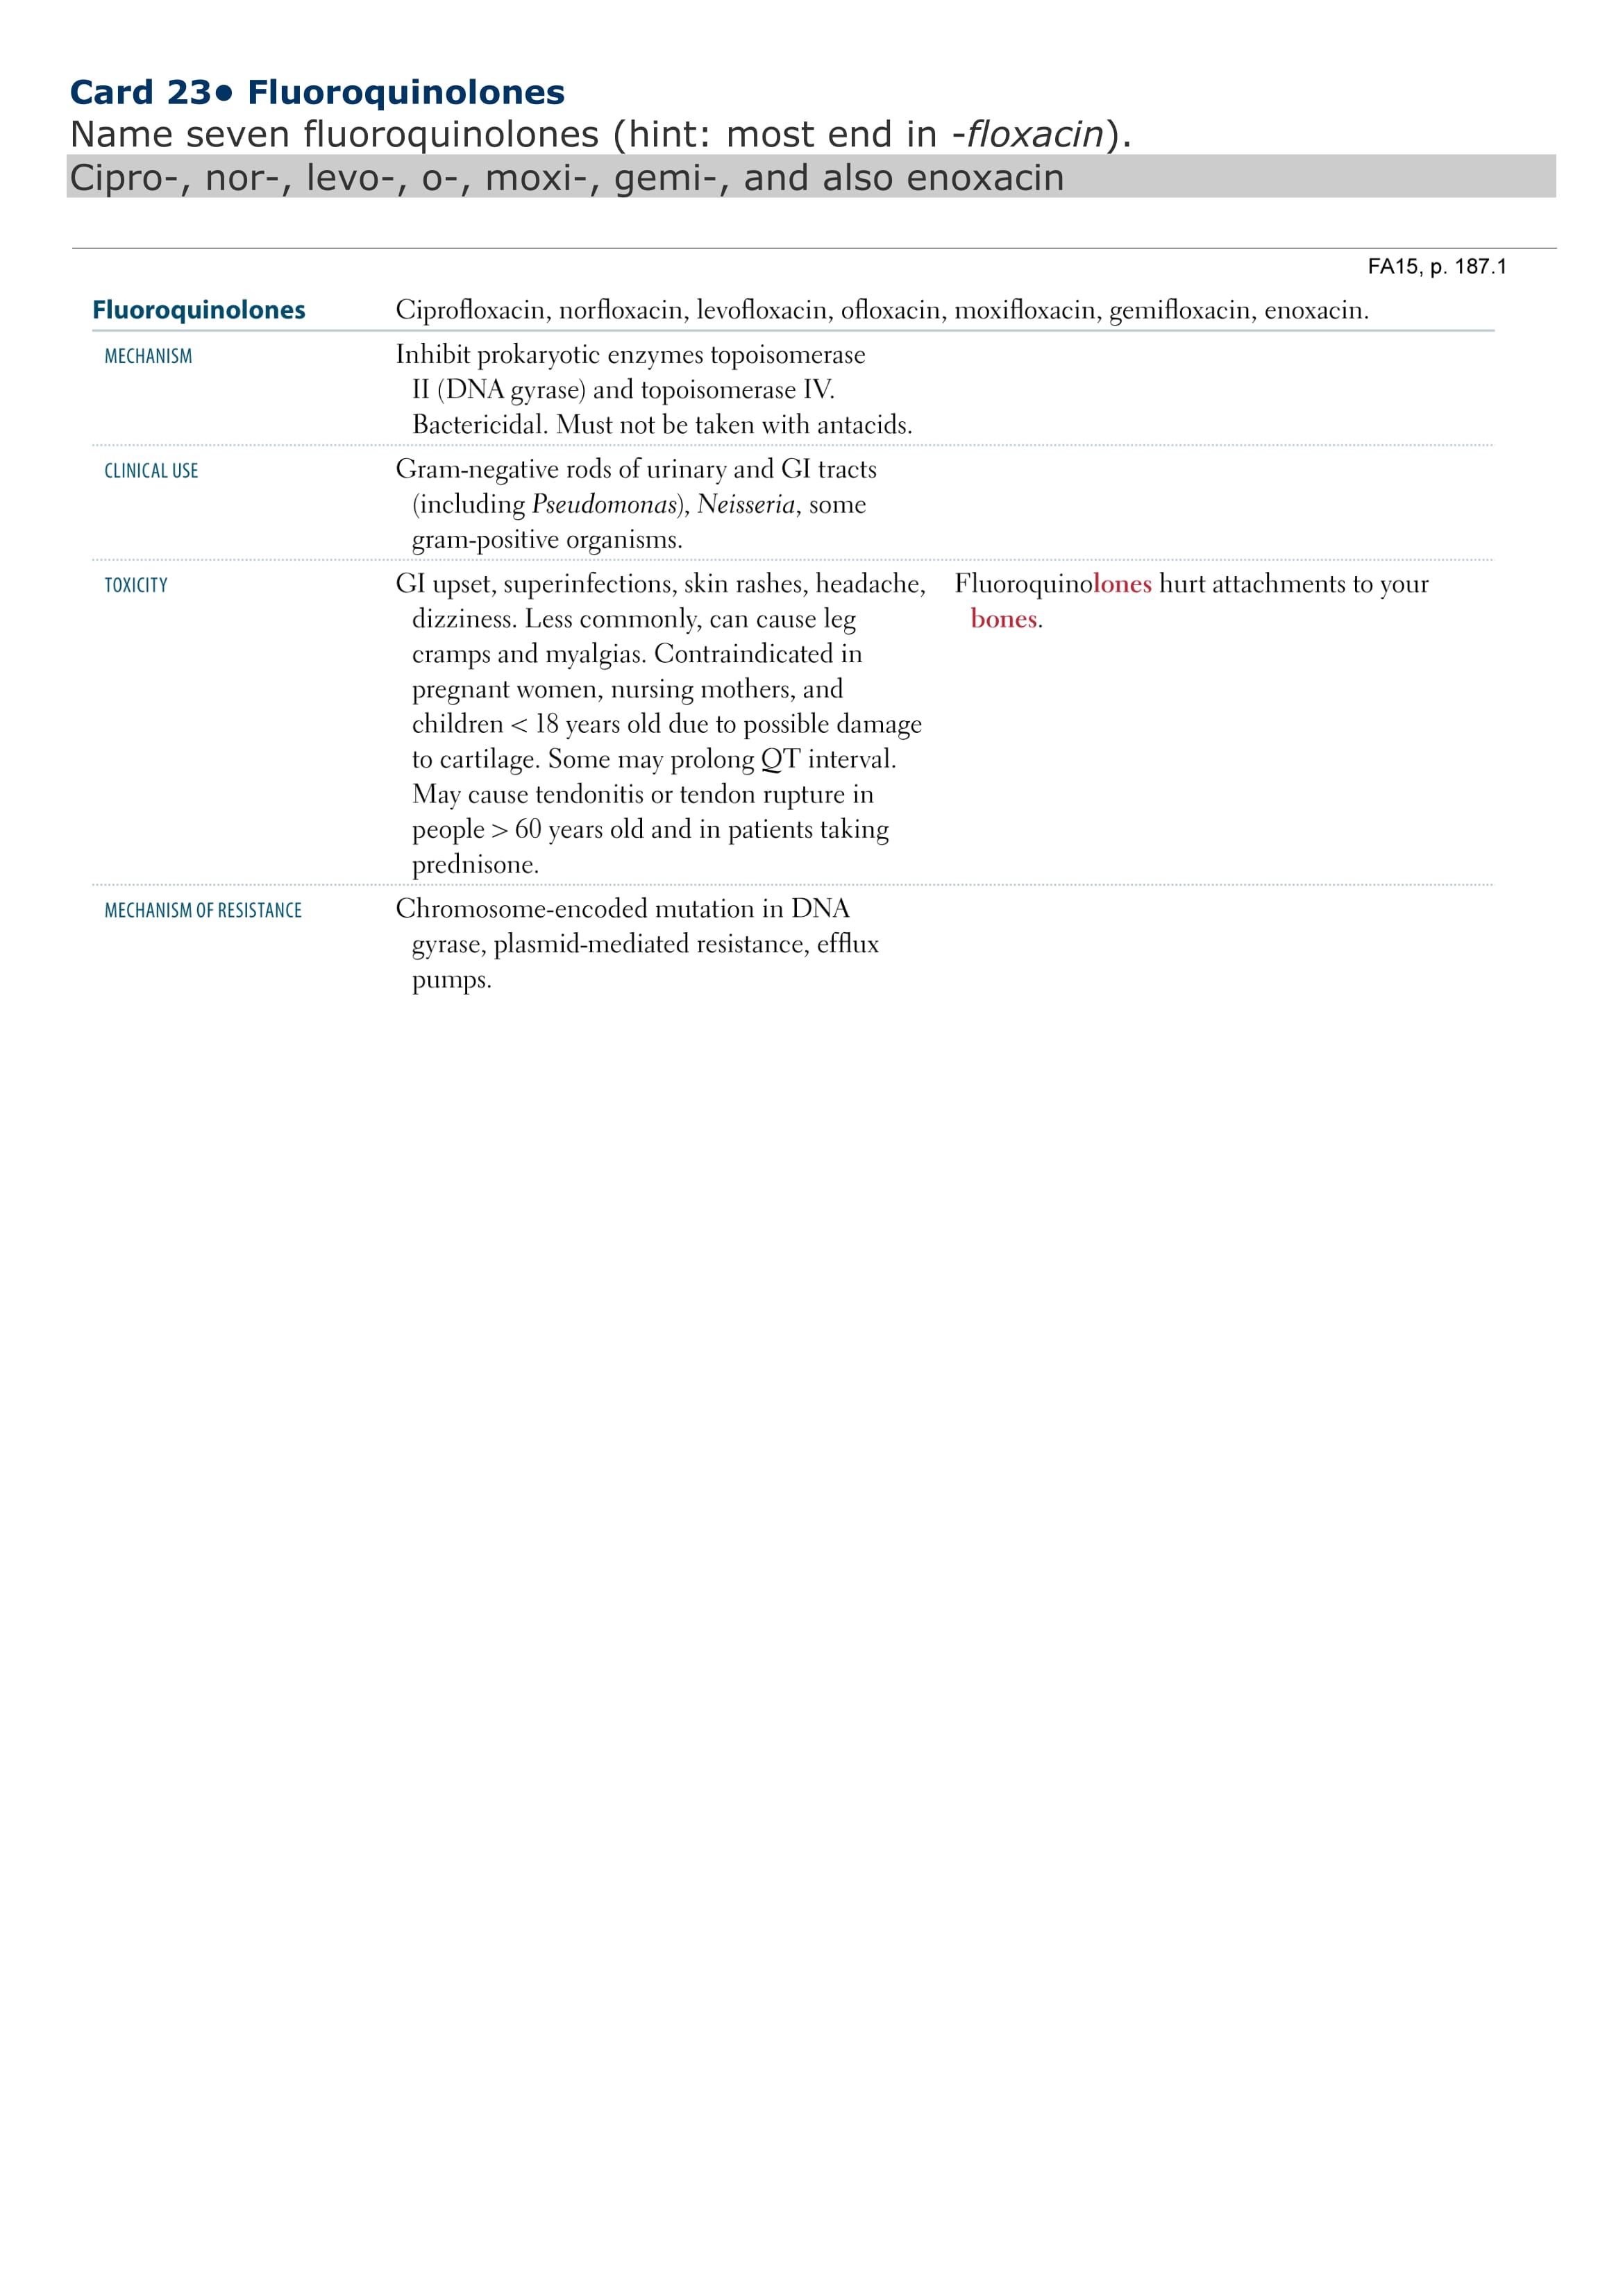 Card 23● Fluoroquinolones
Name seven fluoroquinolones (hint: most end in -floxacin).
Cipro-, nor-, levo-, o-, moxi-, gemi-, and also enoxacin
FA15, p. 187.1
Fluoroquinolones Ciprofloxacin, norfloxacin, levofloxacin, ofloxacin, moxifloxacin, gemifloxacin, enoxacin.
MECHANISM Inhibit prokaryotic enzymes topoisomerase
II (DNA gyrase) and topoisomerase IV.
Bactericidal. Must not be taken with antacids.
CLINICAL USE Gram-negative rods of urinary and GI tracts
(including Pseudomonas), Neisseria, some
gram-positive organisms.
TOXICITY GI upset, superinfections, skin rashes, headache,
dizziness. Less commonly, can cause leg
cramps and myalgias. Contraindicated in
pregnant women, nursing mothers, and
children < 18 years old due to possible damage
to cartilage. Some may prolong QT interval.
May cause tendonitis or tendon rupture in
people > 60 years old and in patients taking
prednisone.
Fluoroquinolones hurt attachments to your
bones.
MECHANISM OF RESISTANCE Chromosome-encoded mutation in DNA
gyrase, plasmid-mediated resistance, efflux
pumps.